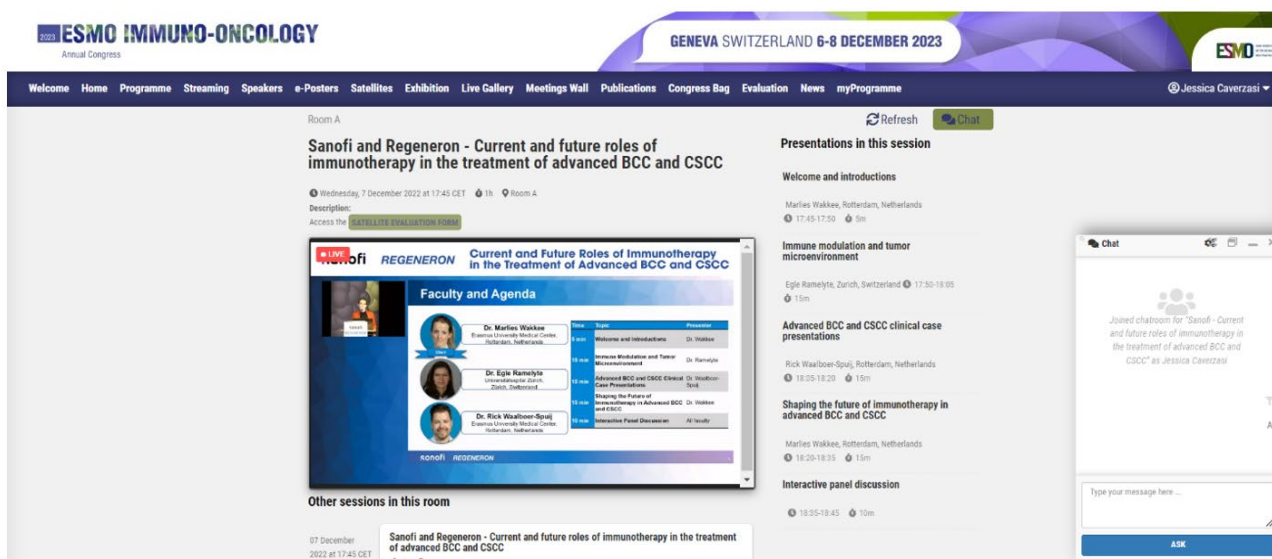 2023 ESMO IMMUNO-ONCOLOGY
Annual Congress
GENEVA SWITZERLAND 6-8 DECEMBER 2023
ESMO
Welcome Home Programme Streaming Speakers e-Posters Satellites Exhibition Live Gallery Meetings Wall Publications Congress Bag Evaluation News myProgramme
Jessica Caverzasi
Room A
Refresh
Chat
Sanofi and Regeneron - Current and future roles of
immunotherapy in the treatment of advanced BCC and CSCC
Wednesday, 7 December 2022 at 17:45 CET 1h Room A
Description:
Access the SATELLITE EVALUATION FORM
LIVE
sanofi REGENERON
Current and Future Roles of Immunotherapy
in the Treatment of Advanced BCC and CSCC
Faculty and Agenda
Dr. Marlies Wakkee
Erasmus University Medical Center,
Rotterdam, Netherlands
Chair
Dr. Egle Ramelyte
Universitätsspital Zürich,
Zürich, Switzerland
Dr. Rick Waalboer-Spuij
Erasmus University Medical Center,
Rotterdam, Netherlands
Time Topic Presenter
5 min Welcome and Introductions Dr. Wakkee
15 min Immune Modulation and Tumor
Microenvironment Dr. Ramelyte
15 min Advanced BCC and CSCC Clinical
Case Presentations Dr. Waalboer-
Spuij
15 min Shaping the Future of
Immunotherapy in Advanced BCC
and CSCC Dr. Wakkee
10 min Interactive Panel Discussion All faculty
sanofi REGENERON
Other sessions in this room
07 December
2022 at 17:45 CET
Sanofi and Regeneron - Current and future roles of immunotherapy in the treatment
of advanced BCC and CSCC
Presentations in this session
Welcome and introductions
Marlies Wakkee, Rotterdam, Netherlands
17:45-17:50 5m
Immune modulation and tumor
microenvironment
Egle Ramelyte, Zurich, Switzerland 17:50-18:05
15m
Advanced BCC and CSCC clinical case
presentations
Rick Waalboer-Spuij, Rotterdam, Netherlands
18:05-18:20 15m
Shaping the future of immunotherapy in
advanced BCC and CSCC
Marlies Wakkee, Rotterdam, Netherlands
18:20-18:35 15m
Interactive panel discussion
18:35-18:45 10m
Chat
Joined chatroom for "Sanofi - Current
and future roles of immunotherapy in
the treatment of advanced BCC and
CSCC" as Jessica Caverzasi
Type your message here ...
ASK